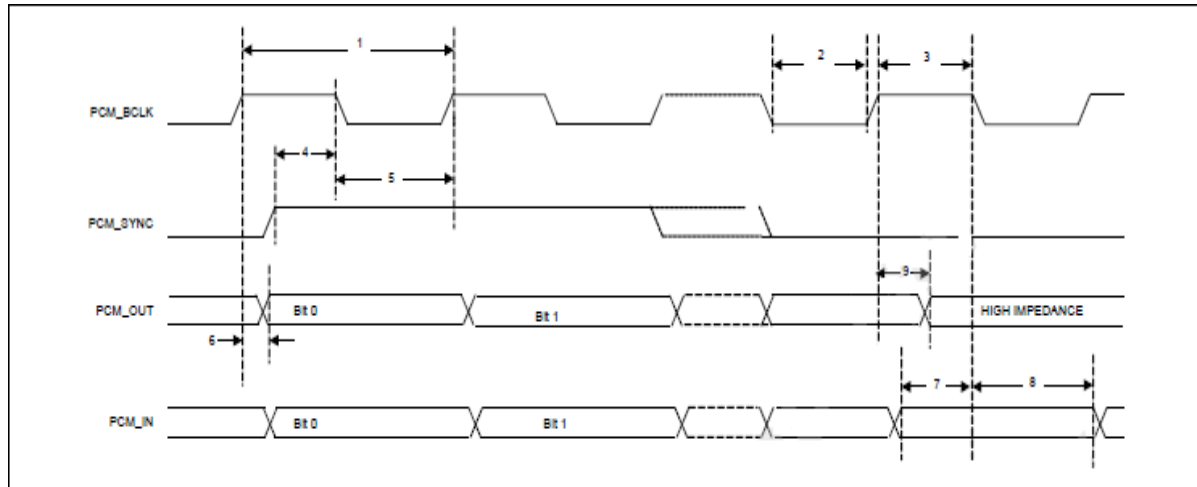 1
2
3
PCM_BCLK
4
5
PCM_SYNC
9
PCM_OUT
Bit 0
Bit 1
HIGH IMPEDANCE
6
7
8
PCM_IN
Bit 0
Bit 1